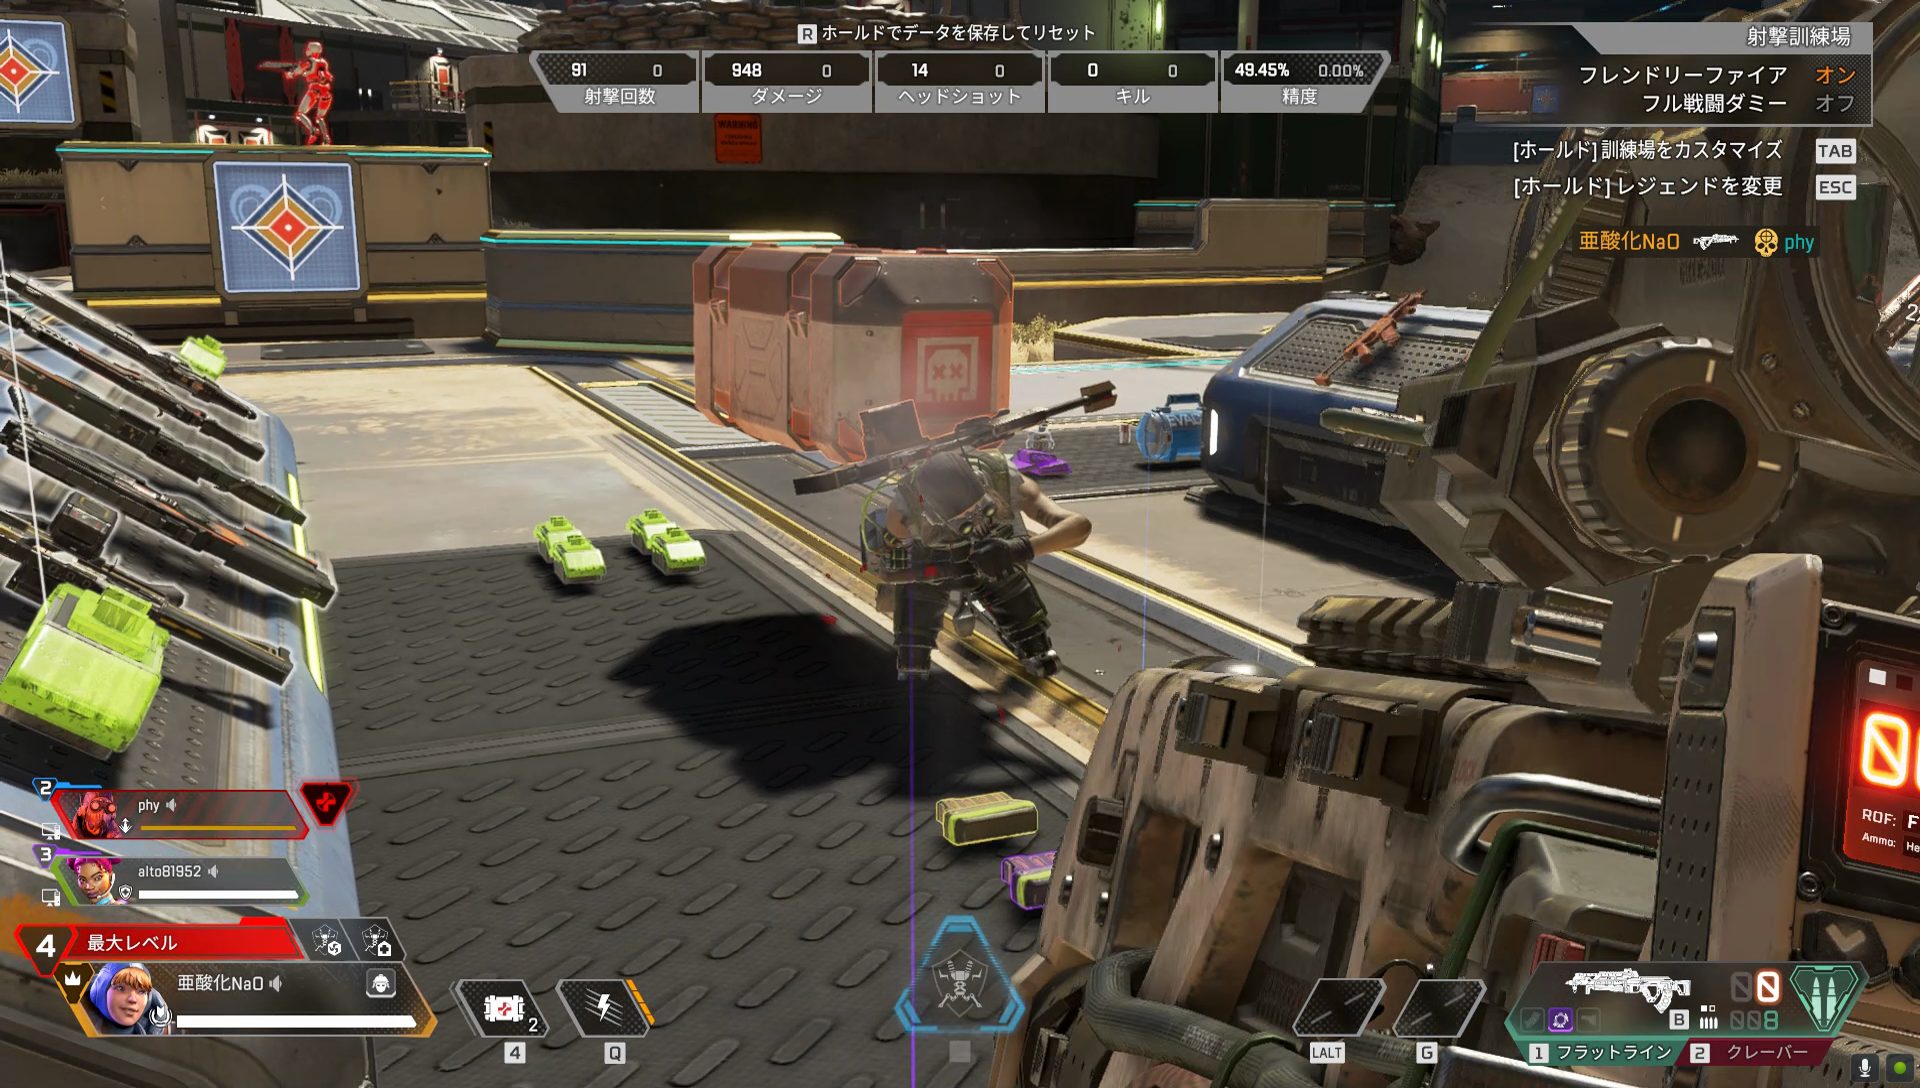 R ホールドでデータを保存してリセット
91 0 948 0 14 0 0 0 49.45% 0.00%
射撃回数 ダメージ ヘッドショット キル 精度
射撃訓練場
フレンドリーファイア オン
フル戦闘ダミー オフ
[ホールド]訓練場をカスタマイズ TAB
[ホールド]レジェンドを変更 ESC
亜酸化NaO phy
WARNING
EVAD
2
phy
3
alto81952
4 最大レベル
亜酸化NaO
2
4 Q
LALT G
B
00
008
1 フラットライン 2 クレーバー
0
ROF: F
Ammo: He